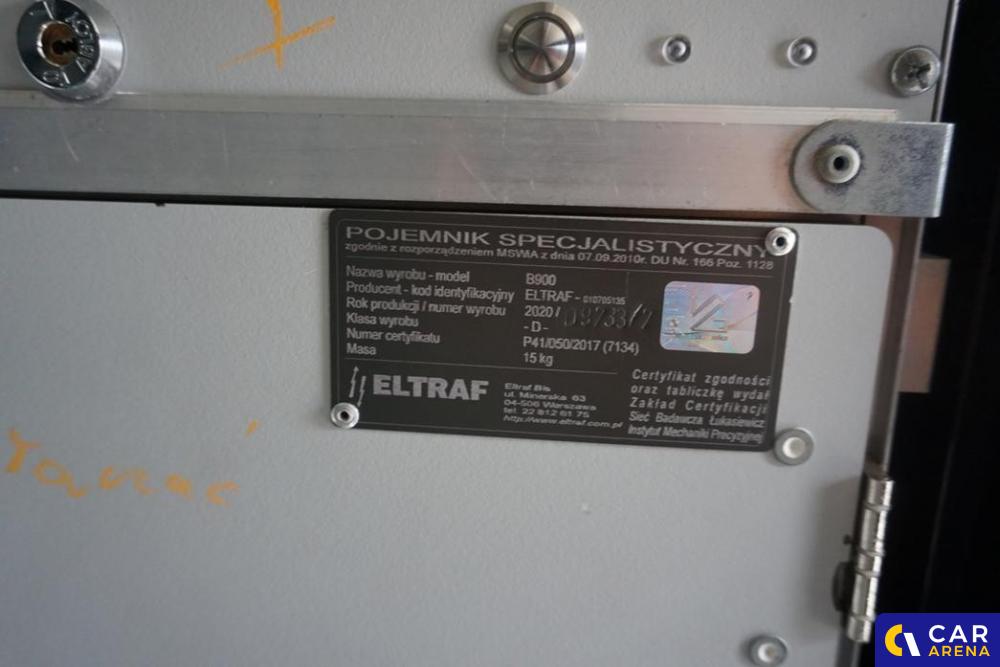 POJEMNIK SPECJALISTYCZNY
zgodnie z rozporządzeniem MSWiA z dnia 07.09.2010r. DU Nr. 166 Poz. 1128
Nazwa wyrobu - model B900
Producent - kod identyfikacyjny ELTRAF - 010705135
Rok produkcji / numer wyrobu 2020 / 09733/7
Klasa wyrobu - D -
Numer certyfikatu P41/050/2017 (7134)
Masa 15 kg
ELTRAF
Eltraf Bis
ul. Minerska 63
04-506 Warszawa
tel. 22 812 61 75
http://www.eltraf.com.pl
Certyfikat zgodności
oraz tabliczkę wydał
Zakład Certyfikacji
Sieć Badawcza Łukasiewicz
Instytut Mechaniki Precyzyjnej
CAR
ARENA